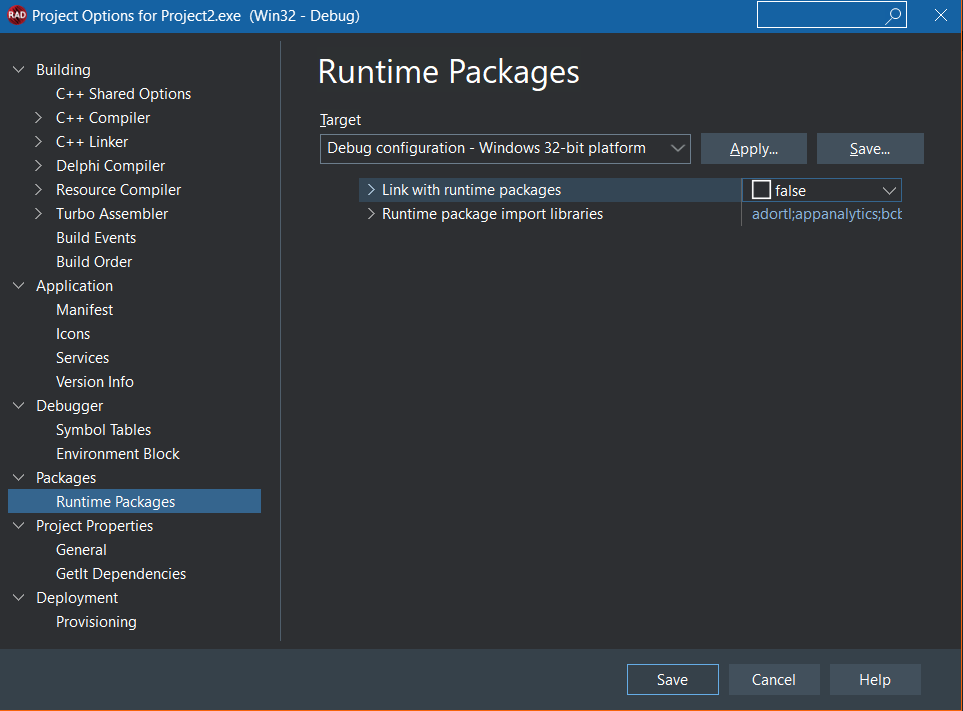 RAD Project Options for Project2.exe (Win32 - Debug)
Building
C++ Shared Options
C++ Compiler
C++ Linker
Delphi Compiler
Resource Compiler
Turbo Assembler
Build Events
Build Order
Application
Manifest
Icons
Services
Version Info
Debugger
Symbol Tables
Environment Block
Packages
Runtime Packages
Project Properties
General
GetIt Dependencies
Deployment
Provisioning
Runtime Packages
Target
Debug configuration - Windows 32-bit platform Apply... Save...
Link with runtime packages false
Runtime package import libraries adortl;appanalytics;bcb
Save Cancel Help